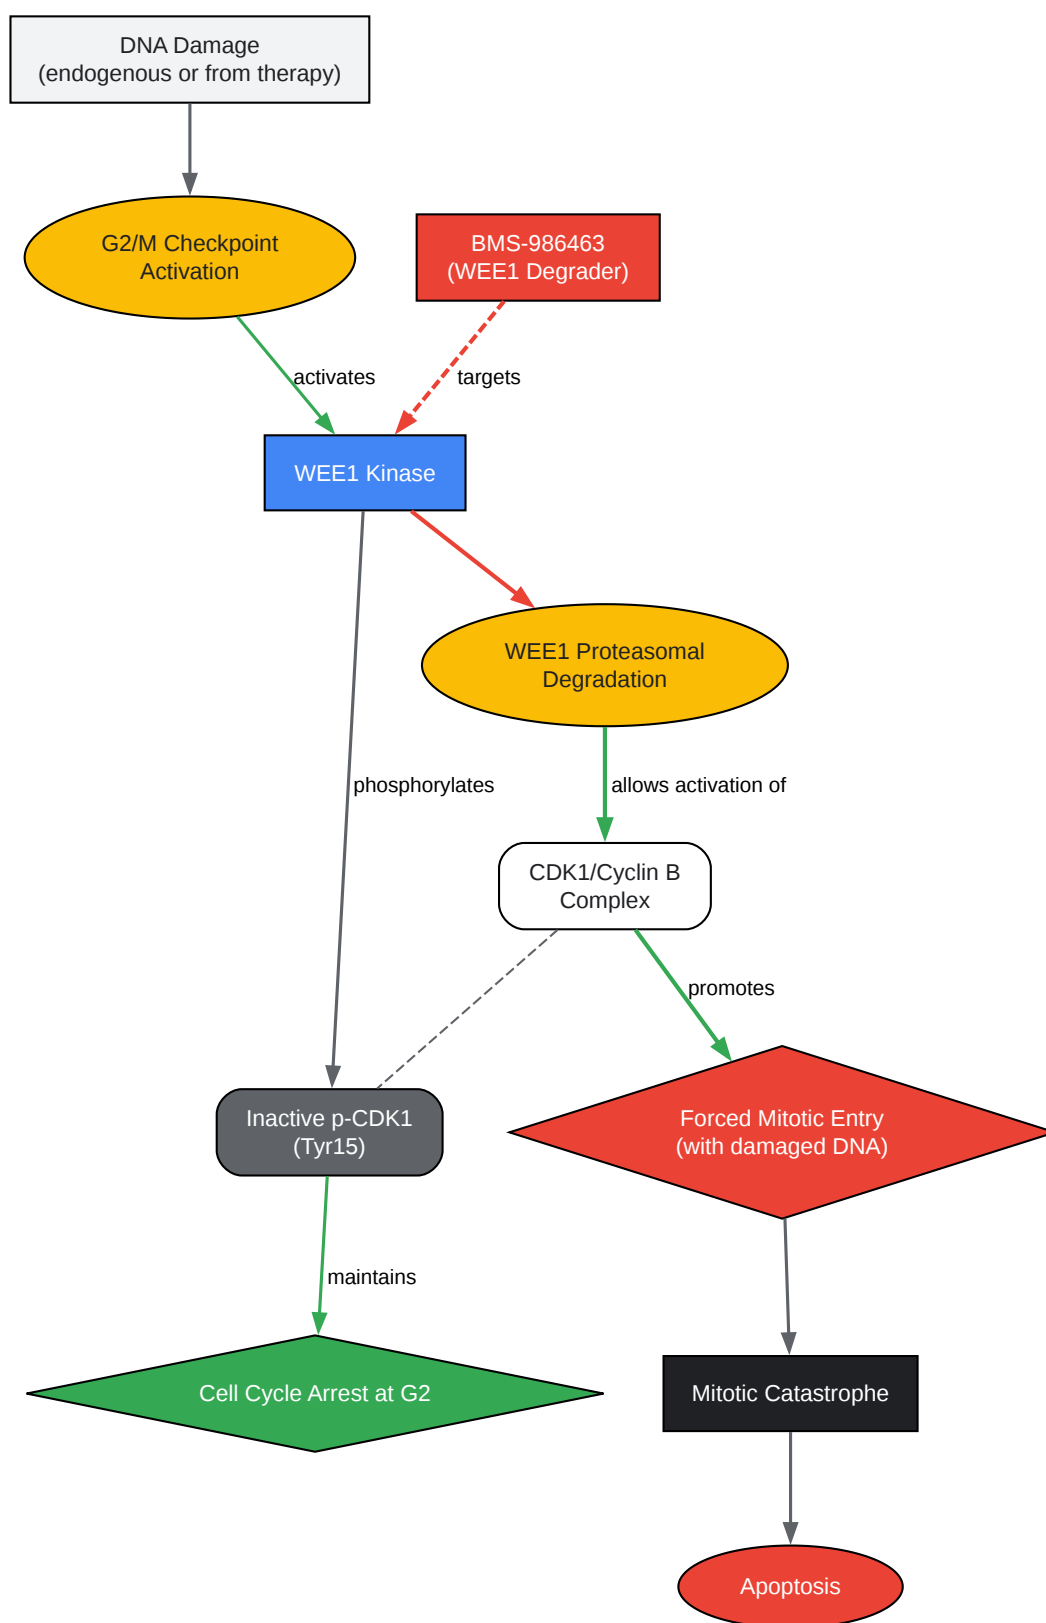 DNA Damage
(endogenous or from therapy)
G2/M Checkpoint
Activation
BMS-986463
(WEE1 Degrader)
activates
targets
WEE1 Kinase
WEE1 Proteasomal
Degradation
phosphorylates
allows activation of
CDK1/Cyclin B
Complex
promotes
Inactive p-CDK1
(Tyr15)
Forced Mitotic Entry
(with damaged DNA)
maintains
Cell Cycle Arrest at G2
Mitotic Catastrophe
Apoptosis